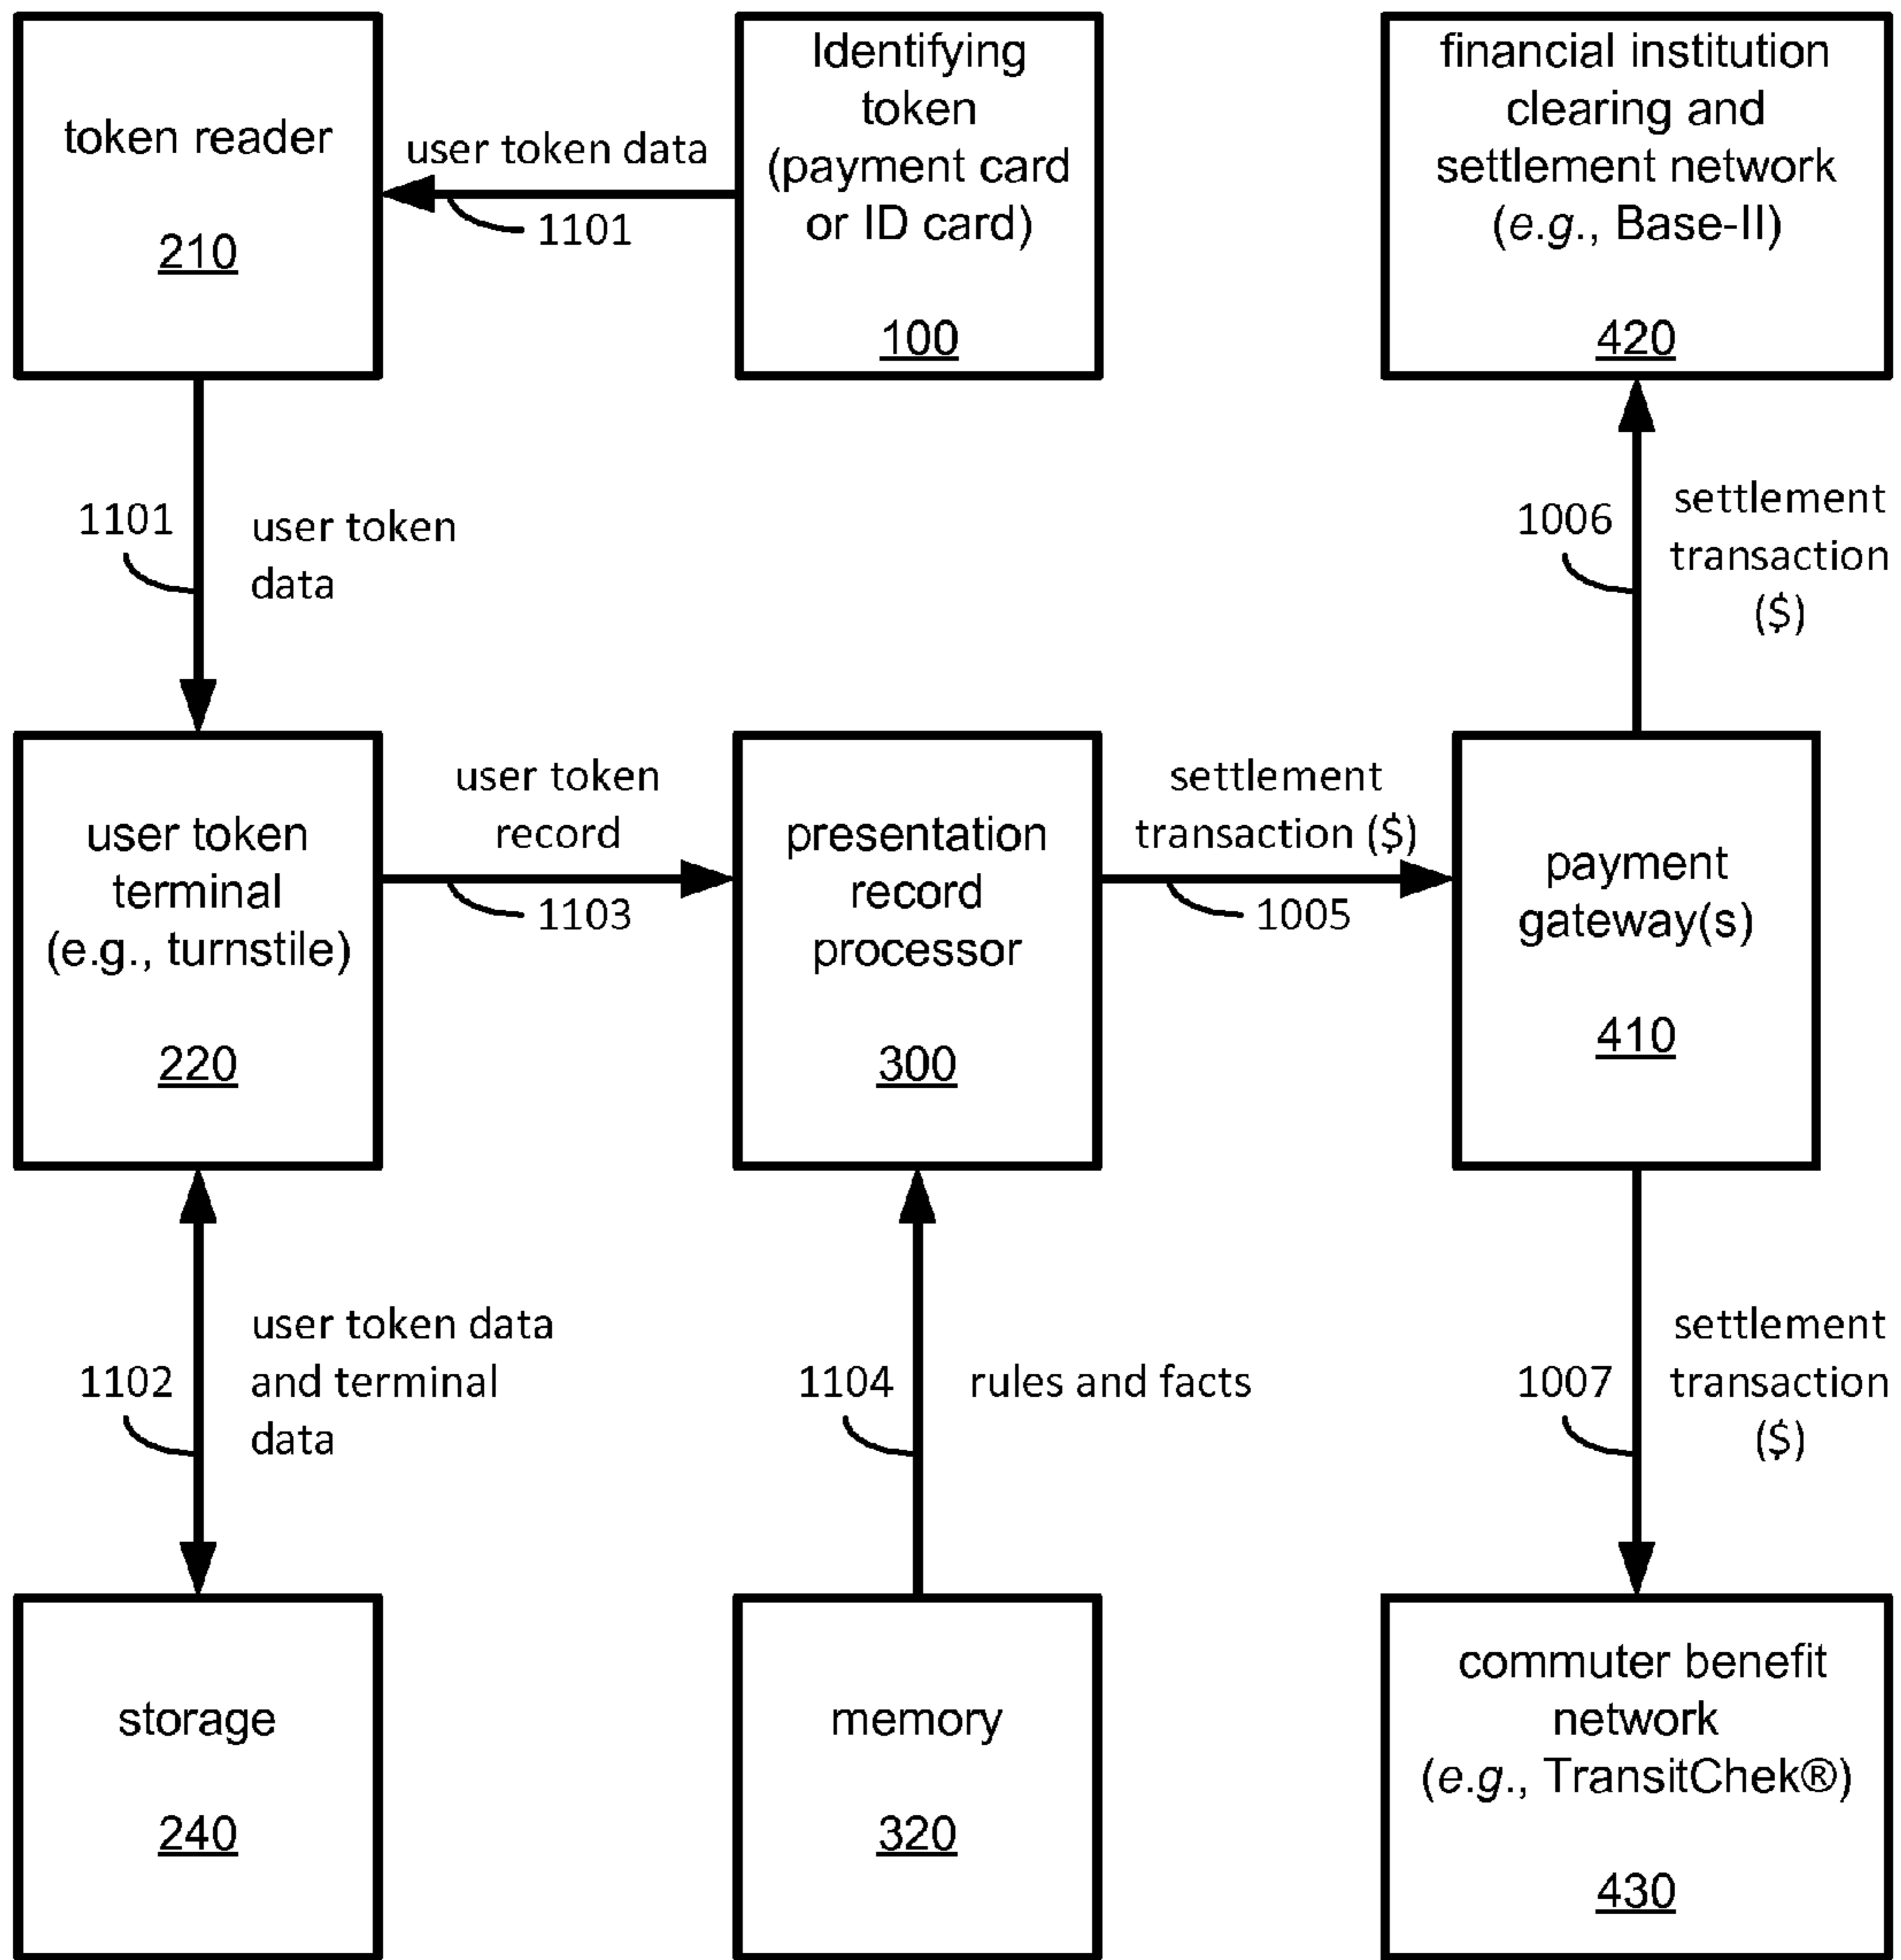 token reader
210
user token data
1101
Identifying
token
(payment card
or ID card)
100
financial institution
clearing and
settlement network
(e.g., Base-II)
420
1101
user token
data
1006
settlement
transaction
($)
user token
terminal
(e.g., turnstile)
220
user token
record
1103
presentation
record
processor
300
settlement
transaction ($)
1005
payment
gateway(s)
410
1102
user token data
and terminal
data
1104
rules and facts
1007
settlement
transaction
($)
storage
240
memory
320
commuter benefit
network
(e.g., TransitChek®)
430